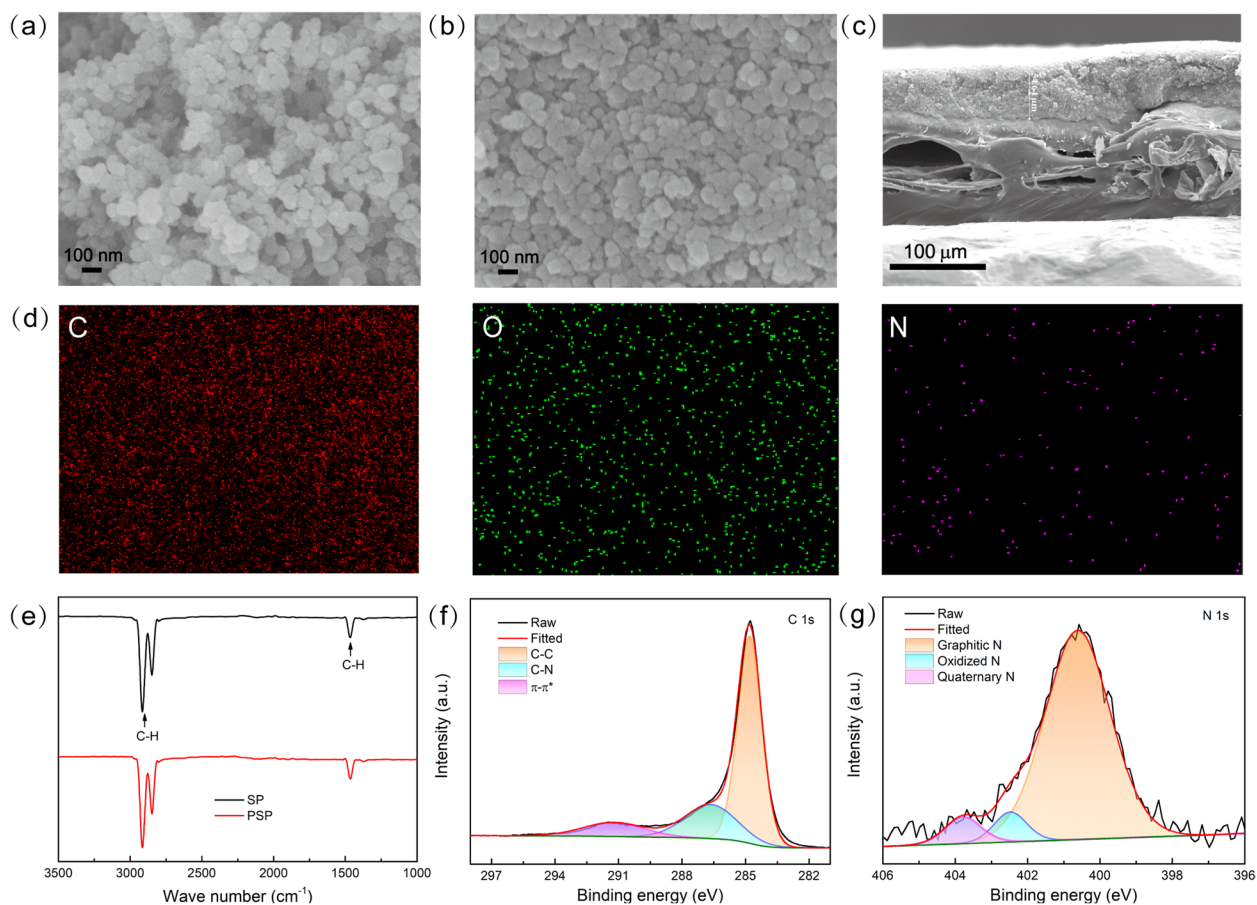 (a)
100 nm
(b)
100 nm
(c)
100 μm
(d)
C
O
N
(e)
C-H
C-H
SP
PSP
3500 3000 2500 2000 1500 1000
Wave number (cm⁻¹)
(f)
C 1s
Raw
Fitted
C-C
C-N
π-π*
Intensity (a.u.)
297 294 291 288 285 282
Binding energy (eV)
(g)
N 1s
Raw
Fitted
Graphitic N
Oxidized N
Quaternary N
Intensity (a.u.)
406 404 402 400 398 396
Binding energy (eV)